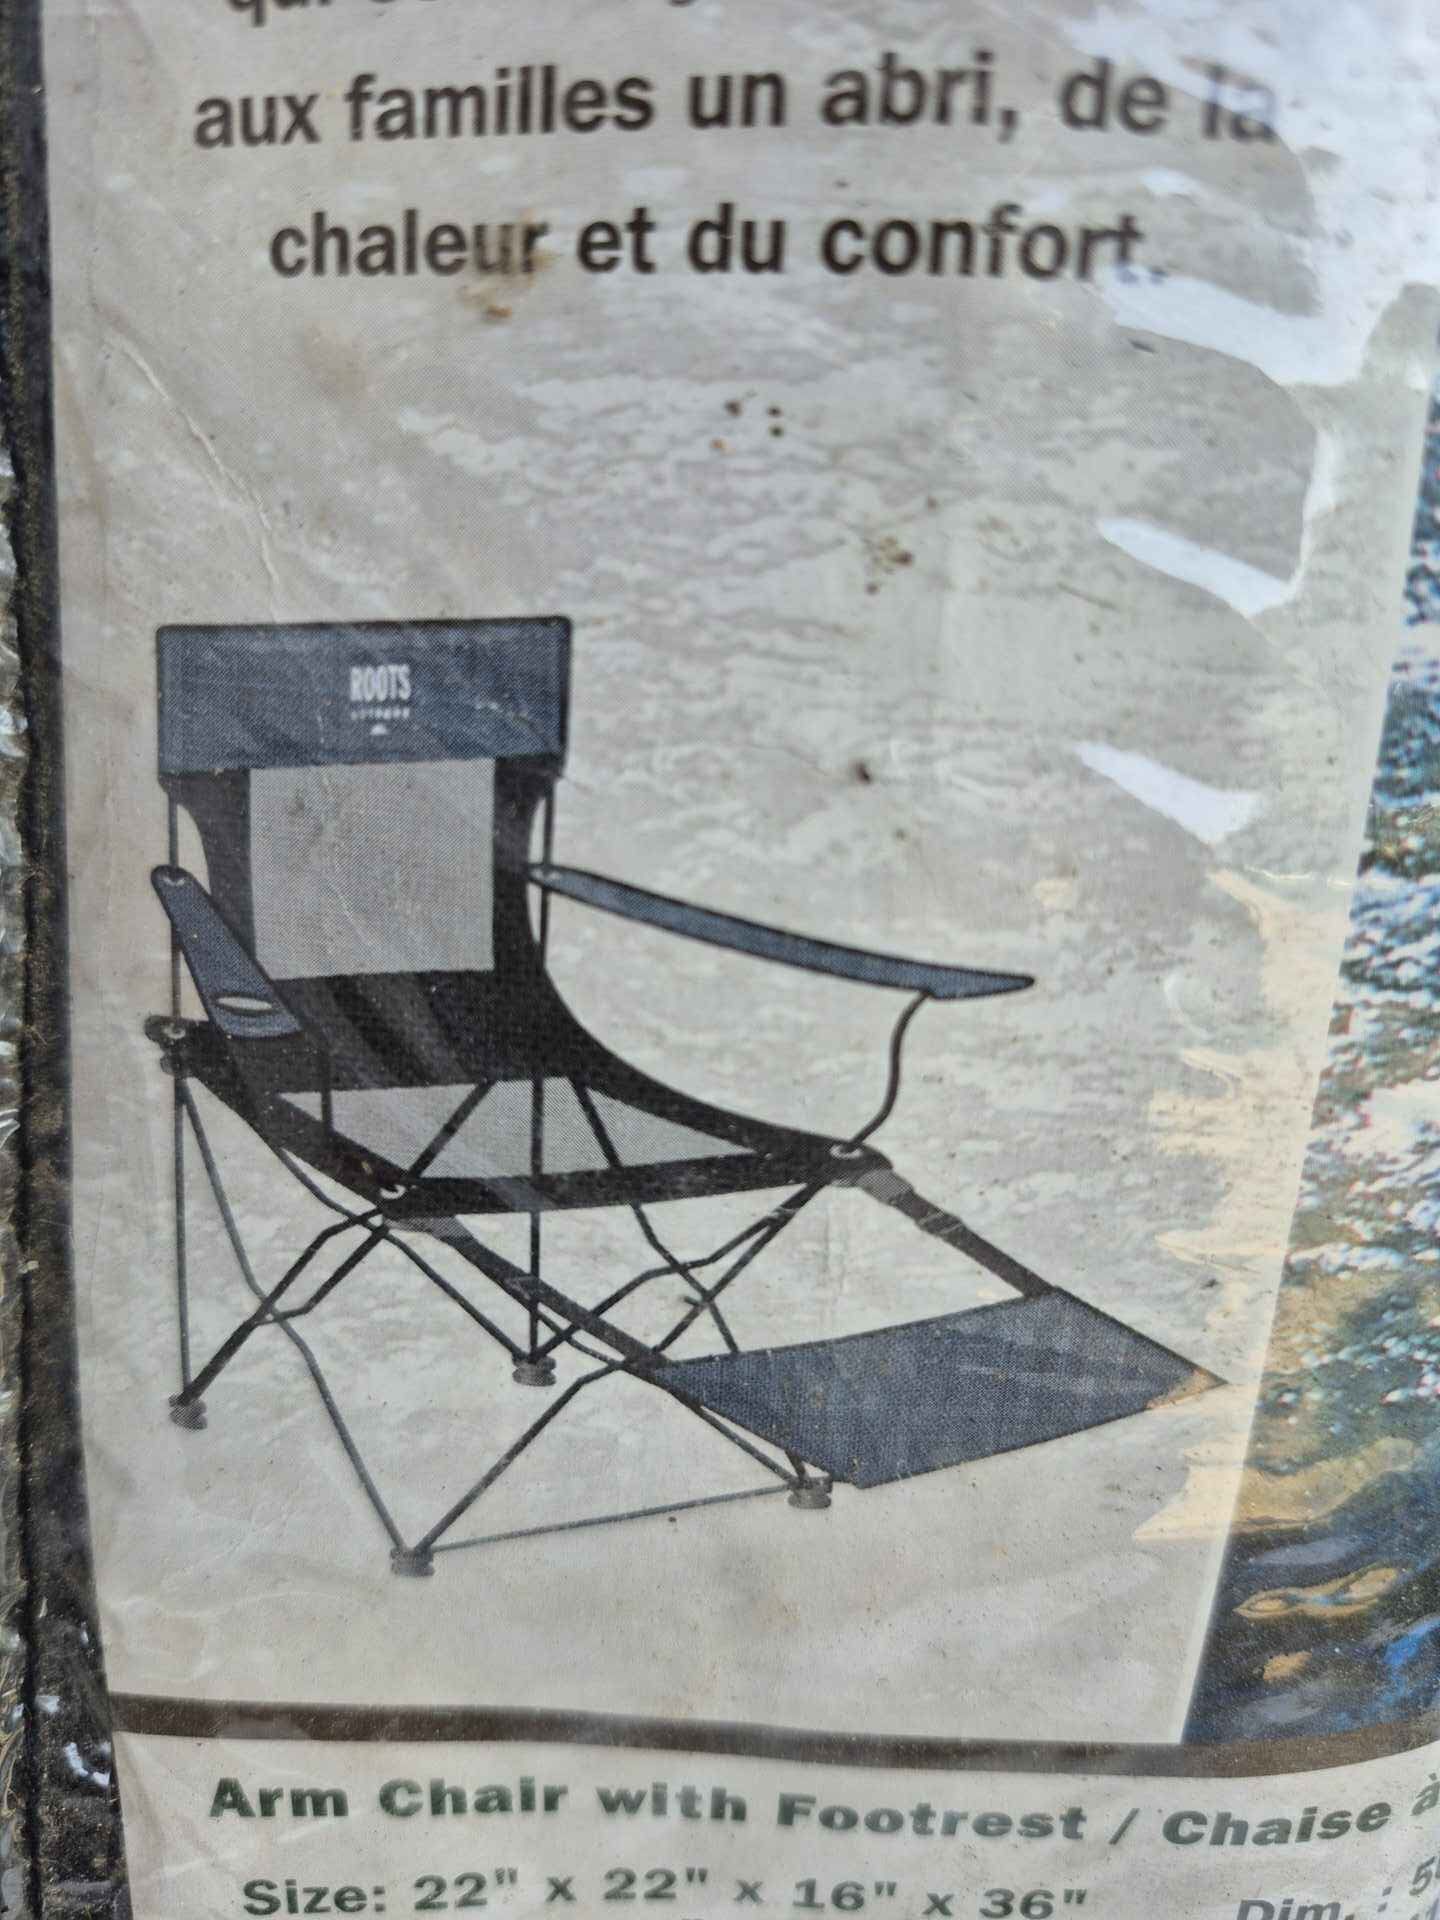 aux familles un abri, de la
chaleur et du confort.
ROOTS
Arm Chair with Footrest / Chaise à
Size: 22" x 22" x 16" x 36"
Dim. :